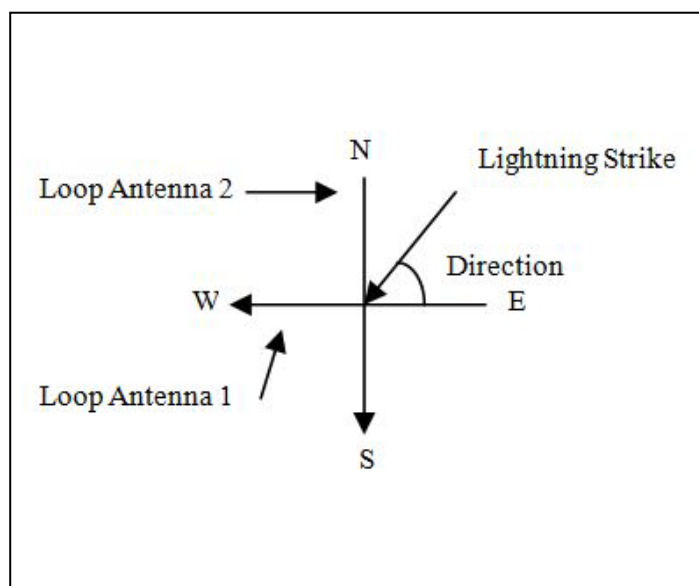 N
Lightning Strike
Loop Antenna 2
Direction
W
E
Loop Antenna 1
S